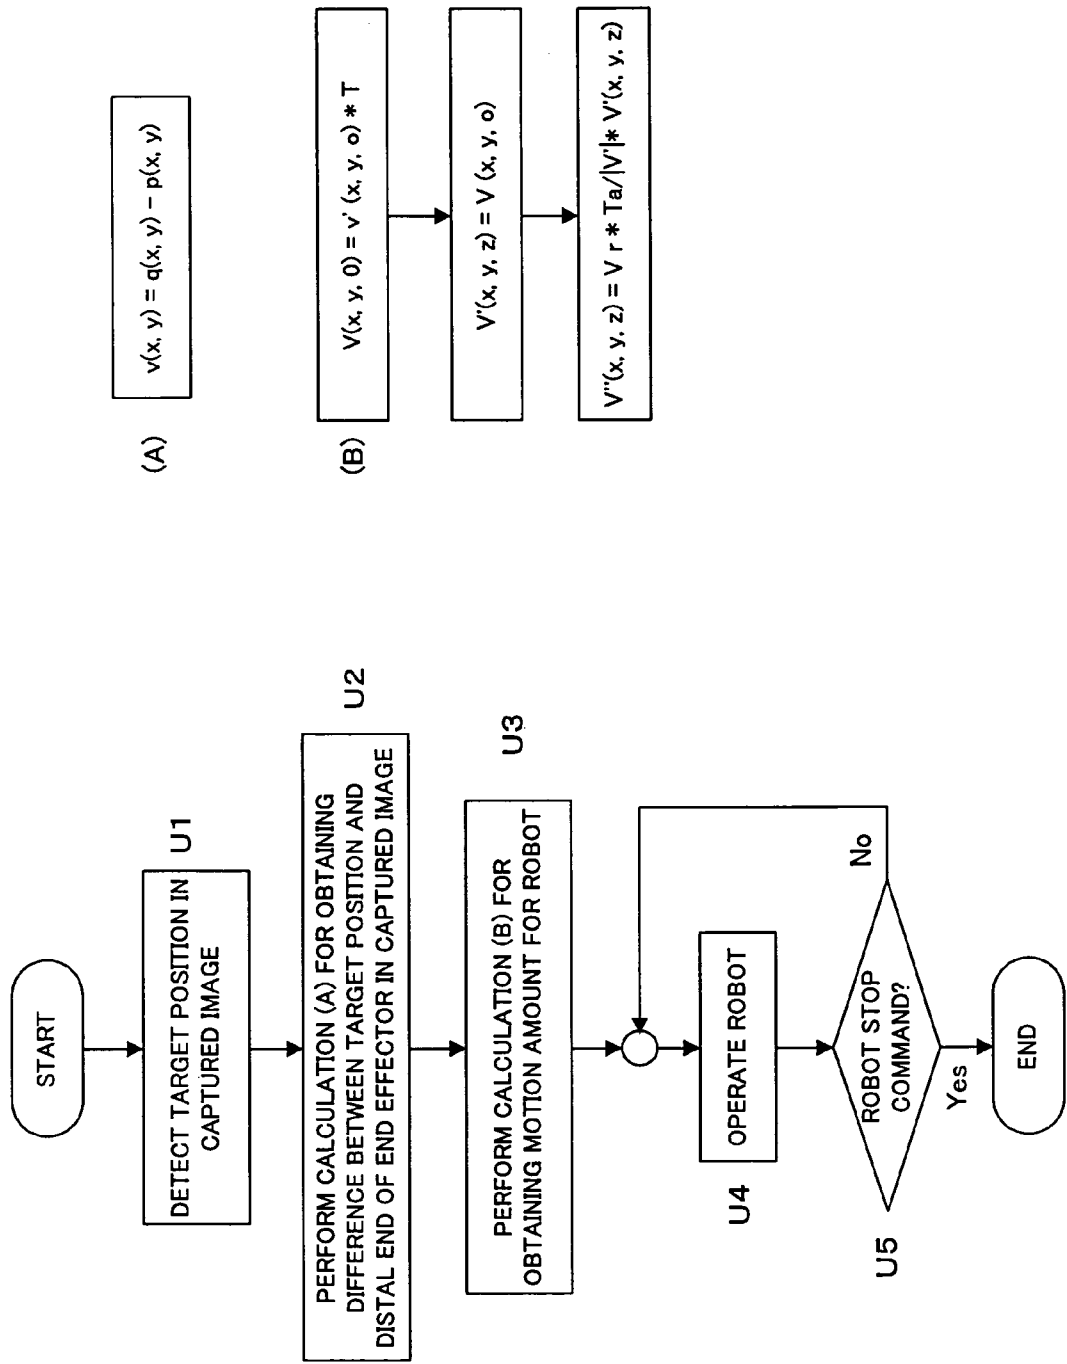 START
DETECT TARGET POSITION IN
CAPTURED IMAGE
U1
PERFORM CALCULATION (A) FOR OBTAINING
DIFFERENCE BETWEEN TARGET POSITION AND
DISTAL END OF END EFFECTOR IN CAPTURED IMAGE
U2
PERFORM CALCULATION (B) FOR
OBTAINING MOTION AMOUNT FOR ROBOT
U3
OPERATE ROBOT
U4
ROBOT STOP
COMMAND?
U5
No
Yes
END
(A)
v(x, y) = q(x, y) − p(x, y)
(B)
V(x, y, 0) = v' (x, y, o) * T
V'(x, y, z) = V (x, y, o)
V''(x, y, z) = V r * Ta/|V'|* V'(x, y, z)